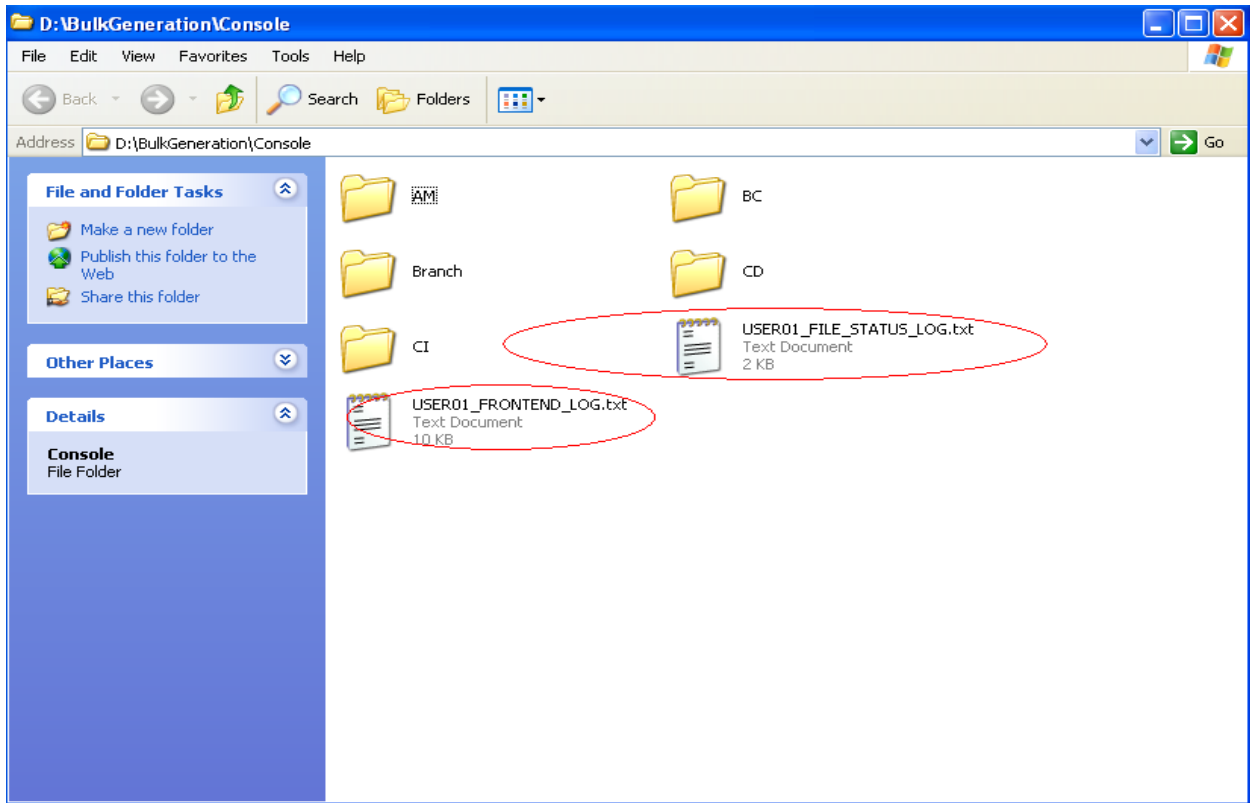 D:\BulkGeneration\Console
File Edit View Favorites Tools Help
Back Search Folders
Address D:\BulkGeneration\Console Go
File and Folder Tasks
Make a new folder
Publish this folder to the
Web
Share this folder
Other Places
Details
Console
File Folder
AM
BC
Branch
CD
CI
USER01_FILE_STATUS_LOG.txt
Text Document
2 KB
USER01_FRONTEND_LOG.txt
Text Document
10 KB